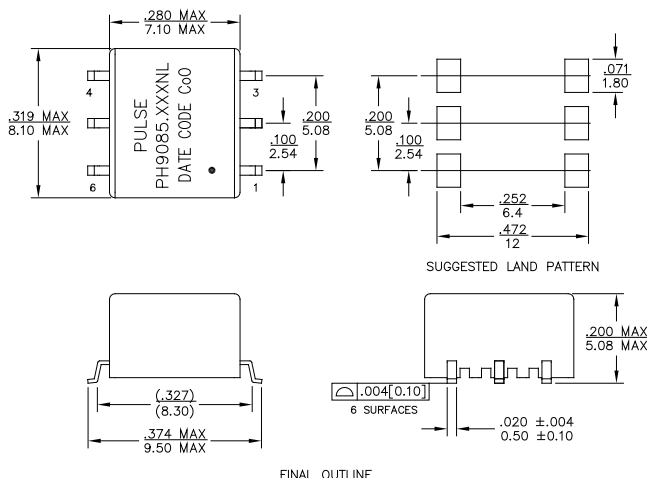 .280 MAX
7.10 MAX
.319 MAX
8.10 MAX
4
6
3
1
PULSE
PH9085.XXXNL
DATE CODE CoO
.100
2.54
.200
5.08
.200
5.08
.100
2.54
.071
1.80
.252
6.4
.472
12
SUGGESTED LAND PATTERN
(.327)
(8.30)
.374 MAX
9.50 MAX
.200 MAX
5.08 MAX
.004[0.10]
6 SURFACES
.020 ±.004
0.50 ±0.10
FINAL OUTLINE